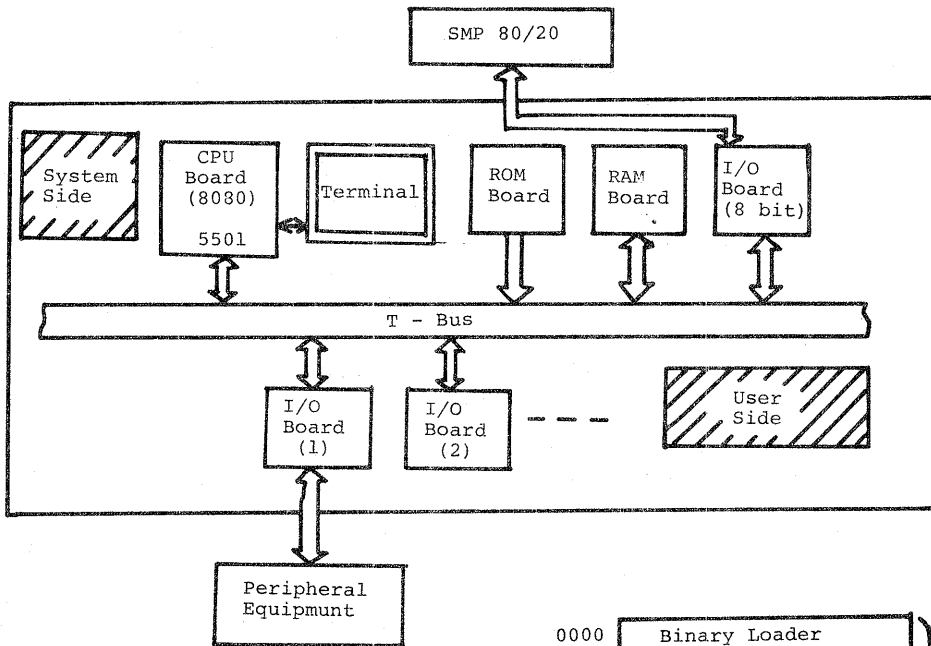 SMP 80/20
System
Side
CPU
Board
(8080)
5501
Terminal
ROM
Board
RAM
Board
I/O
Board
(8 bit)
T - Bus
I/O
Board
(1)
I/O
Board
(2)
User
Side
Peripheral
Equipmunt
0000
Binary Loader